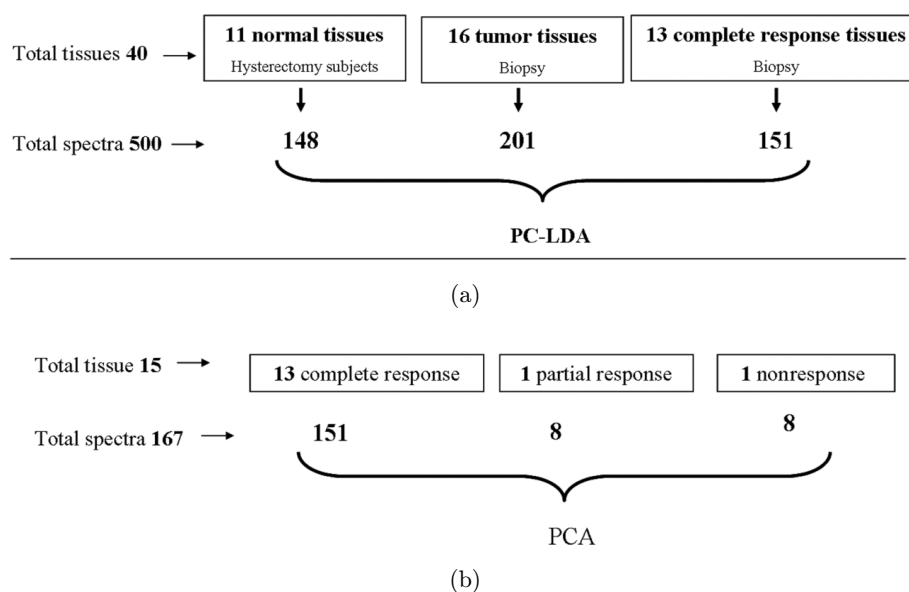 Total tissues 40
11 normal tissues
Hysterectomy subjects
16 tumor tissues
Biopsy
13 complete response tissues
Biopsy
Total spectra 500
148
201
151
PC-LDA
(a)
Total tissue 15
13 complete response
1 partial response
1 nonresponse
Total spectra 167
151
8
8
PCA
(b)